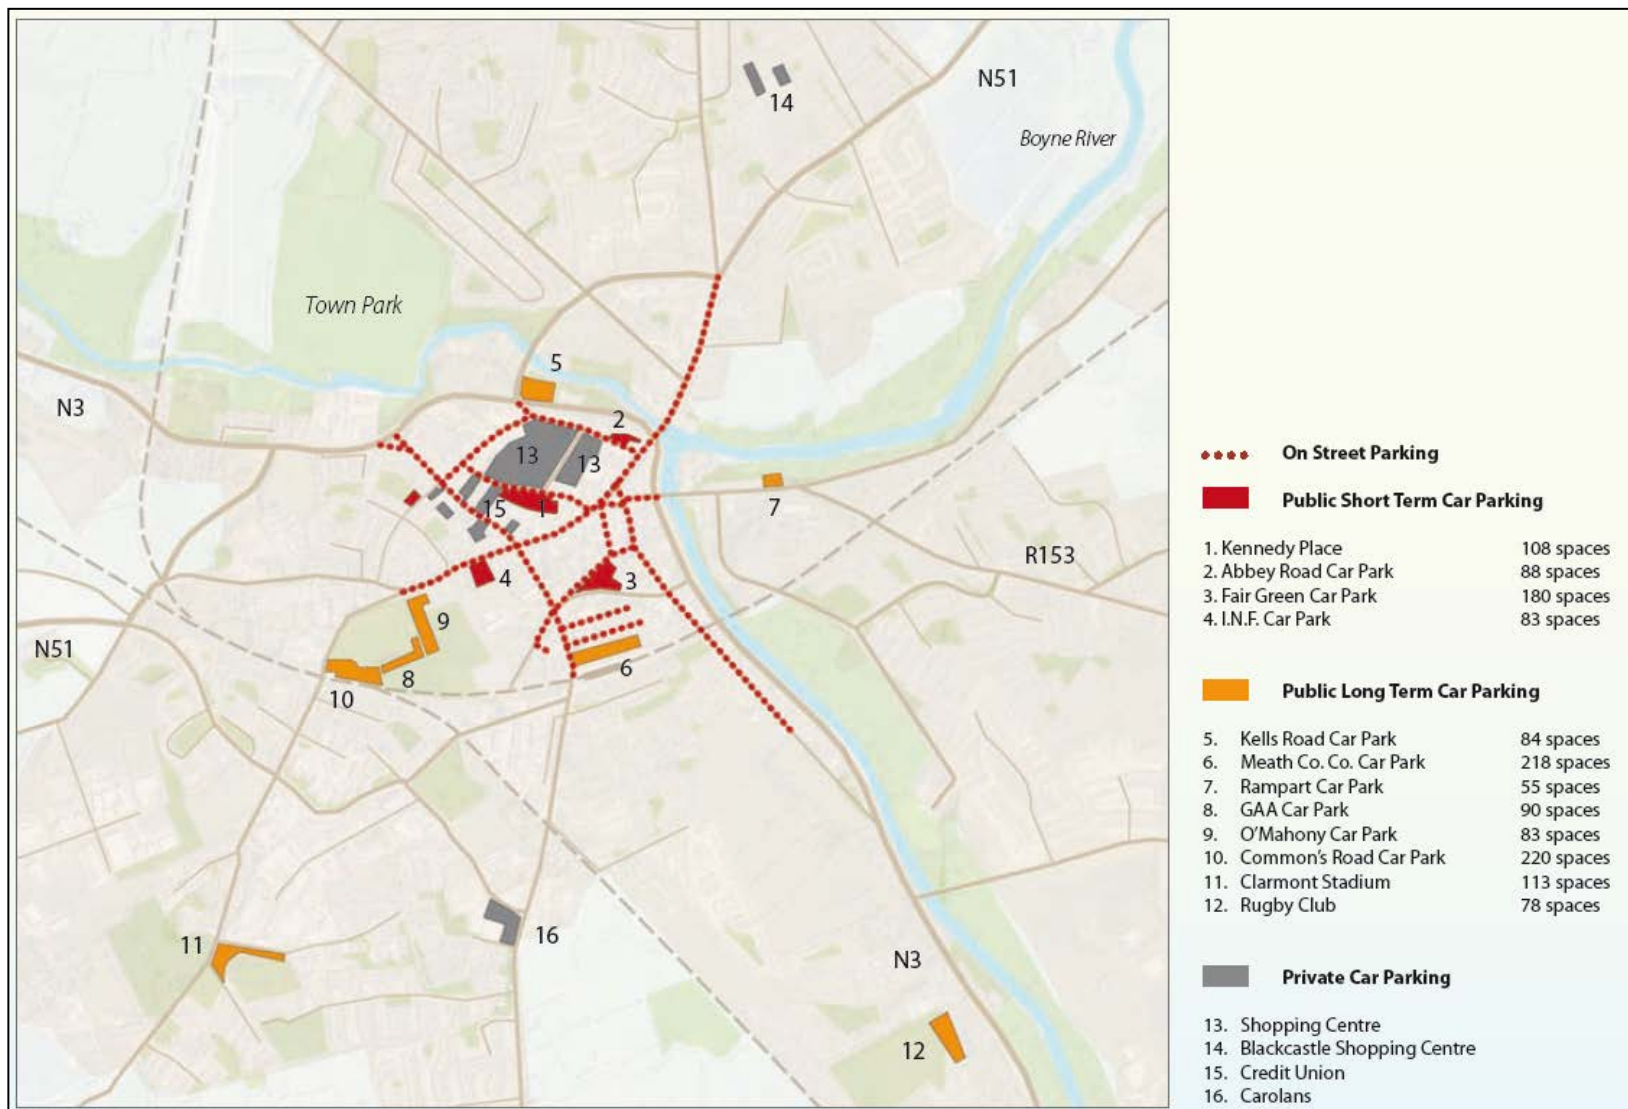 N51
14
Boyne River
Town Park
5
N3
2
13
13
15
1
7
R153
4
3
9
N51
8
6
10
11
16
N3
12
On Street Parking
Public Short Term Car Parking
1. Kennedy Place 108 spaces
2. Abbey Road Car Park 88 spaces
3. Fair Green Car Park 180 spaces
4. I.N.F. Car Park 83 spaces
Public Long Term Car Parking
5. Kells Road Car Park 84 spaces
6. Meath Co. Co. Car Park 218 spaces
7. Rampart Car Park 55 spaces
8. GAA Car Park 90 spaces
9. O'Mahony Car Park 83 spaces
10. Common's Road Car Park 220 spaces
11. Clarmont Stadium 113 spaces
12. Rugby Club 78 spaces
Private Car Parking
13. Shopping Centre
14. Blackcastle Shopping Centre
15. Credit Union
16. Carolans